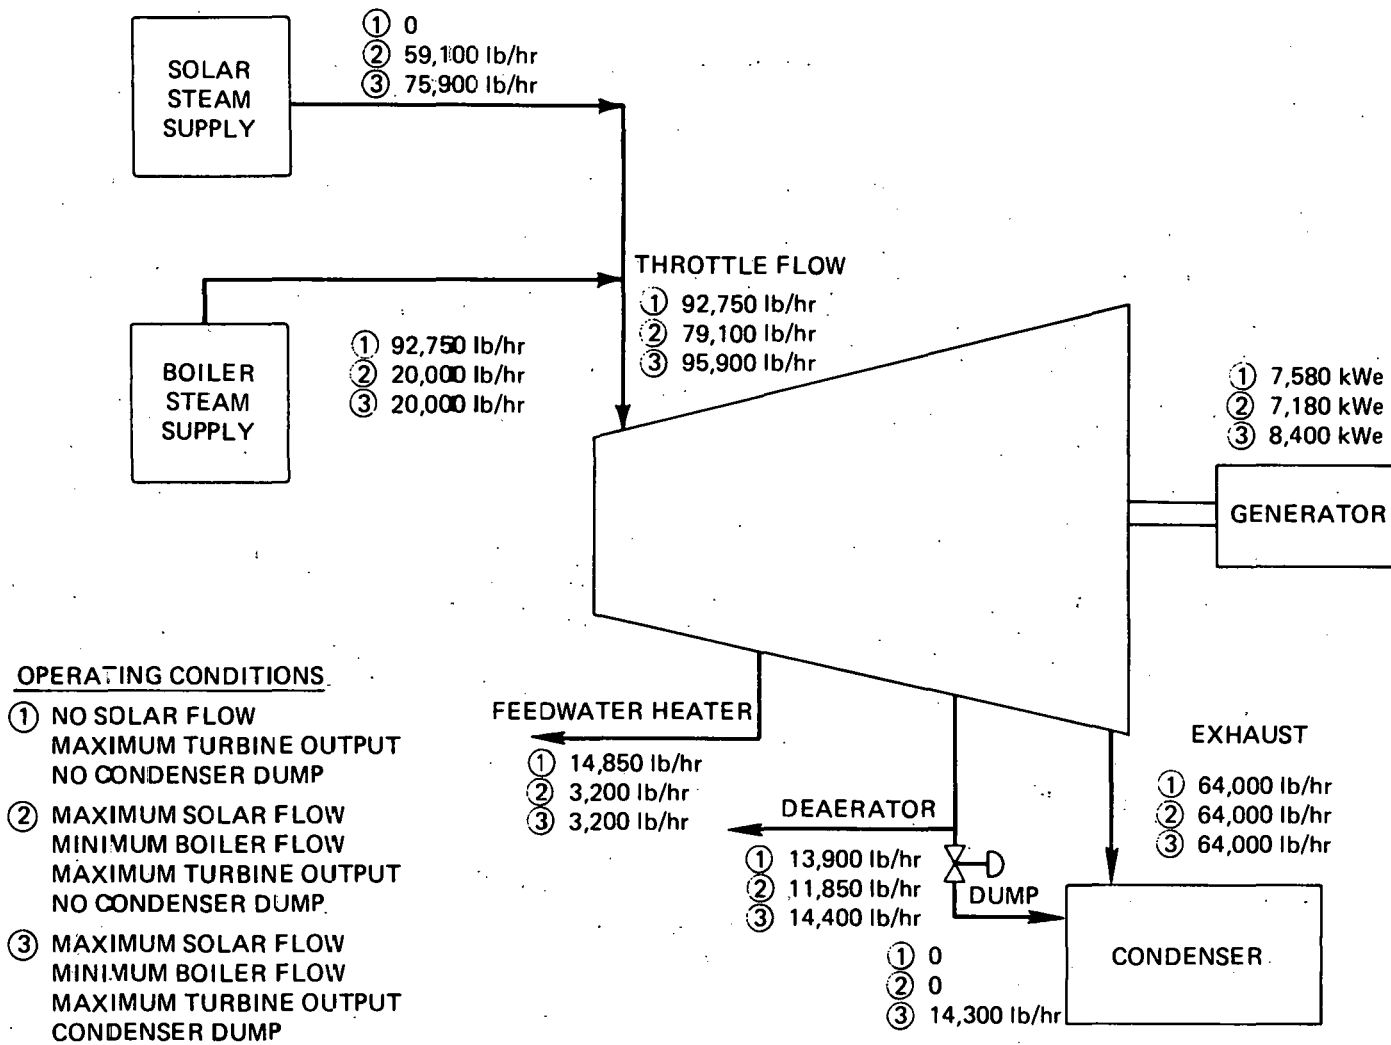 SOLAR
STEAM
SUPPLY
① 0
② 59,100 lb/hr
③ 75,900 lb/hr
BOILER
STEAM
SUPPLY
① 92,750 lb/hr
② 20,000 lb/hr
③ 20,000 lb/hr
THROTTLE FLOW
① 92,750 lb/hr
② 79,100 lb/hr
③ 95,900 lb/hr
① 7,580 kWe
② 7,180 kWe
③ 8,400 kWe
GENERATOR
OPERATING CONDITIONS
① NO SOLAR FLOW
MAXIMUM TURBINE OUTPUT
NO CONDENSER DUMP
② MAXIMUM SOLAR FLOW
MINIMUM BOILER FLOW
MAXIMUM TURBINE OUTPUT
NO CONDENSER DUMP
③ MAXIMUM SOLAR FLOW
MINIMUM BOILER FLOW
MAXIMUM TURBINE OUTPUT
CONDENSER DUMP
FEEDWATER HEATER
① 14,850 lb/hr
② 3,200 lb/hr
③ 3,200 lb/hr
DEAERATOR
① 13,900 lb/hr
② 11,850 lb/hr
③ 14,400 lb/hr
DUMP
① 0
② 0
③ 14,300 lb/hr
EXHAUST
① 64,000 lb/hr
② 64,000 lb/hr
③ 64,000 lb/hr
CONDENSER